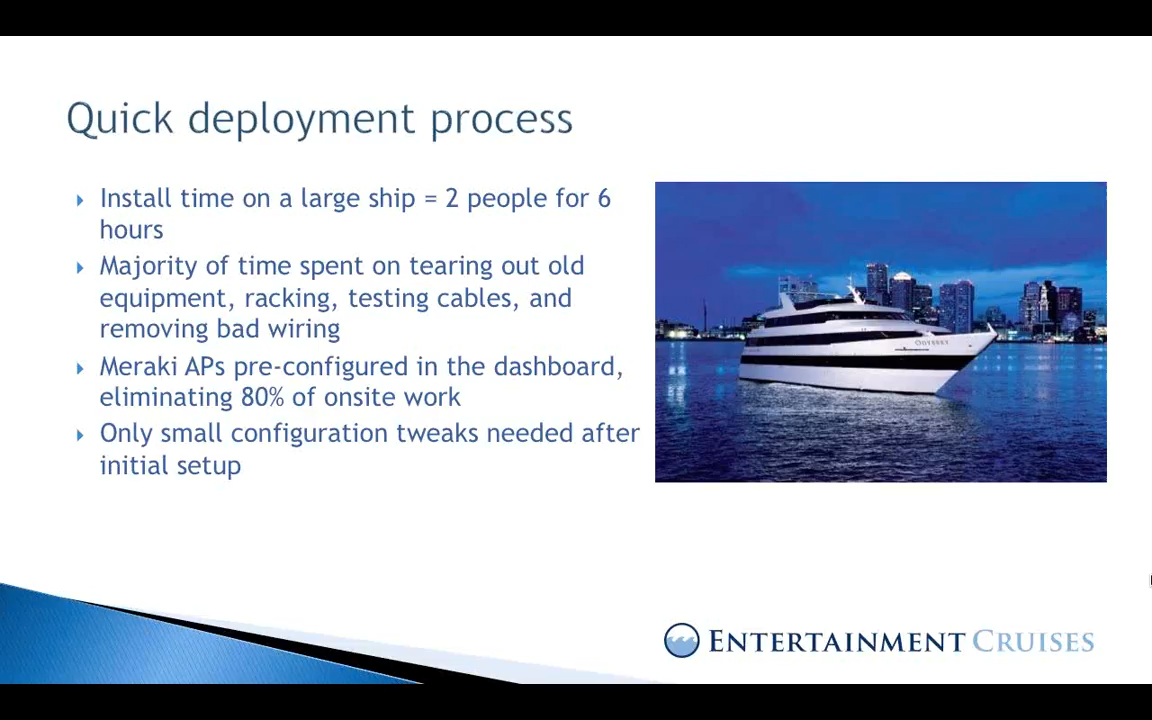 Quick deployment process
Install time on a large ship = 2 people for 6
hours
Majority of time spent on tearing out old
equipment, racking, testing cables, and
removing bad wiring
Meraki APs pre-configured in the dashboard,
eliminating 80% of onsite work
Only small configuration tweaks needed after
initial setup
ODYSSEY
ENTERTAINMENT CRUISES